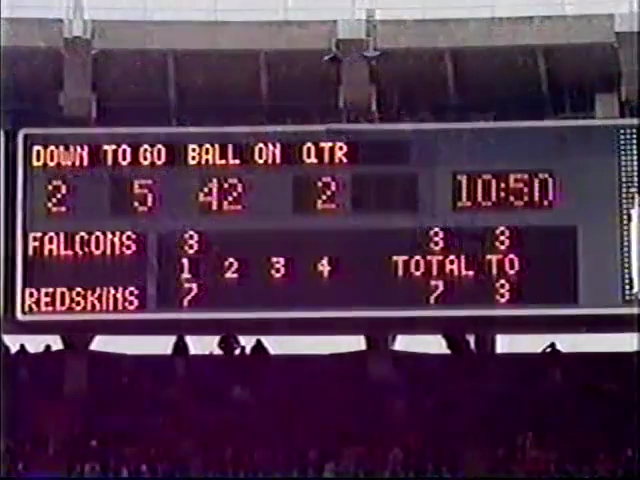 DOWN TO GO BALL ON QTR
2 5 42 2 10:50
FALCONS 3 3 3
1 2 3 4 TOTAL TO
REDSKINS 7 7 3